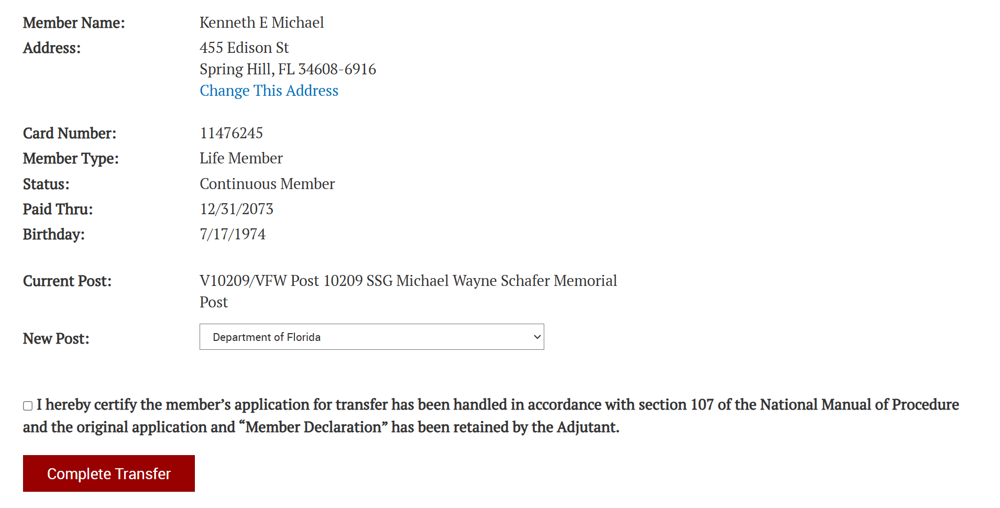 Member Name: Kenneth E Michael
Address: 455 Edison St
Spring Hill, FL 34608-6916
Change This Address
Card Number: 11476245
Member Type: Life Member
Status: Continuous Member
Paid Thru: 12/31/2073
Birthday: 7/17/1974
Current Post: V10209/VFW Post 10209 SSG Michael Wayne Schafer Memorial
Post
New Post: Department of Florida
I hereby certify the member’s application for transfer has been handled in accordance with section 107 of the National Manual of Procedure
and the original application and “Member Declaration” has been retained by the Adjutant.
Complete Transfer